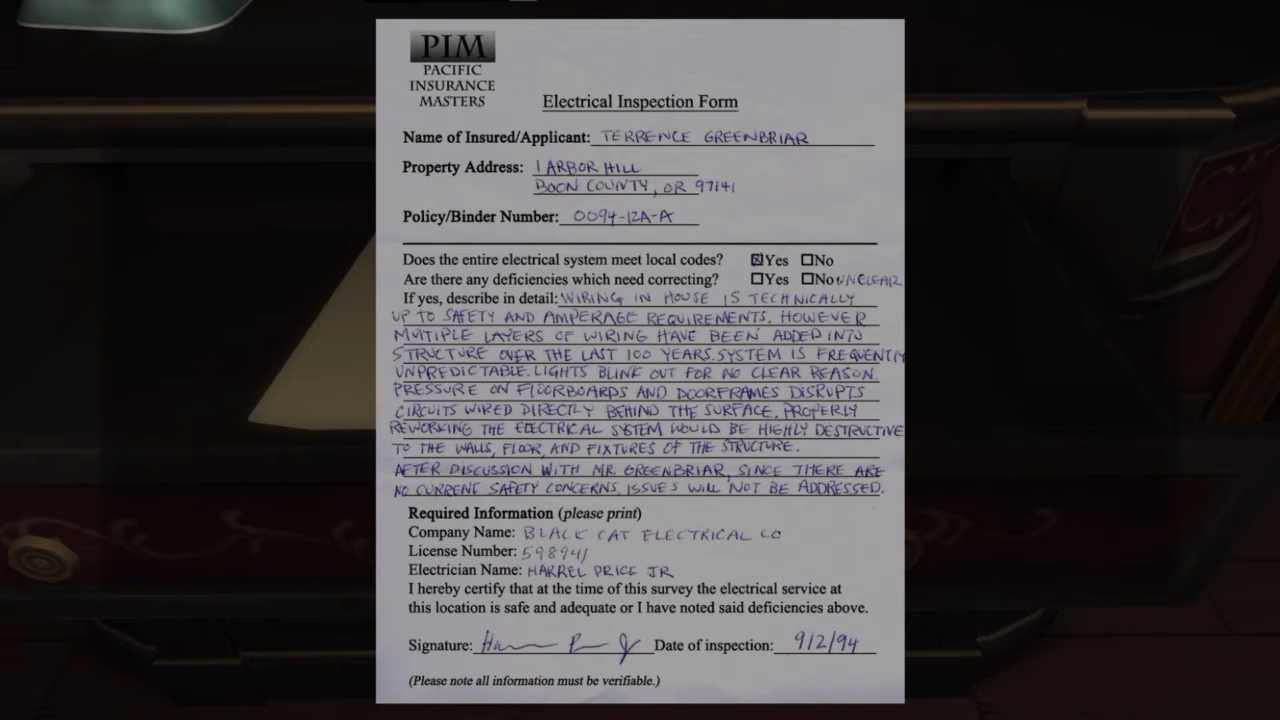 PIM
PACIFIC
INSURANCE
MASTERS
Electrical Inspection Form
Name of Insured/Applicant: TERRENCE GREENBRIAR
Property Address: 1 ARBOR HILL
BOON COUNTY, OR 97141
Policy/Binder Number: 0094-12A-A
Does the entire electrical system meet local codes? ☒Yes ☐No
Are there any deficiencies which need correcting? ☐Yes ☐No UNCLEAR
If yes, describe in detail: WIRING IN HOUSE IS TECHNICALLY
UP TO SAFETY AND AMPERAGE REQUIREMENTS. HOWEVER
MULTIPLE LAYERS OF WIRING HAVE BEEN ADDED INTO
STRUCTURE OVER THE LAST 100 YEARS. SYSTEM IS FREQUENTLY
UNPREDICTABLE. LIGHTS BLINK OUT FOR NO CLEAR REASON.
PRESSURE ON FLOORBOARDS AND DOORFRAMES DISRUPTS
CIRCUITS WIRED DIRECTLY BEHIND THE SURFACE. PROPERLY
REWORKING THE ELECTRICAL SYSTEM WOULD BE HIGHLY DESTRUCTIVE
TO THE WALLS, FLOOR, AND FIXTURES OF THE STRUCTURE.
AFTER DISCUSSION WITH MR. GREENBRIAR, SINCE THERE ARE
NO CURRENT SAFETY CONCERNS, ISSUES WILL NOT BE ADDRESSED.
Required Information (please print)
Company Name: BLACK CAT ELECTRICAL CO
License Number: 598941
Electrician Name: HARREL PRICE JR
I hereby certify that at the time of this survey the electrical service at
this location is safe and adequate or I have noted said deficiencies above.
Signature: Date of inspection: 9/2/94
(Please note all information must be verifiable.)